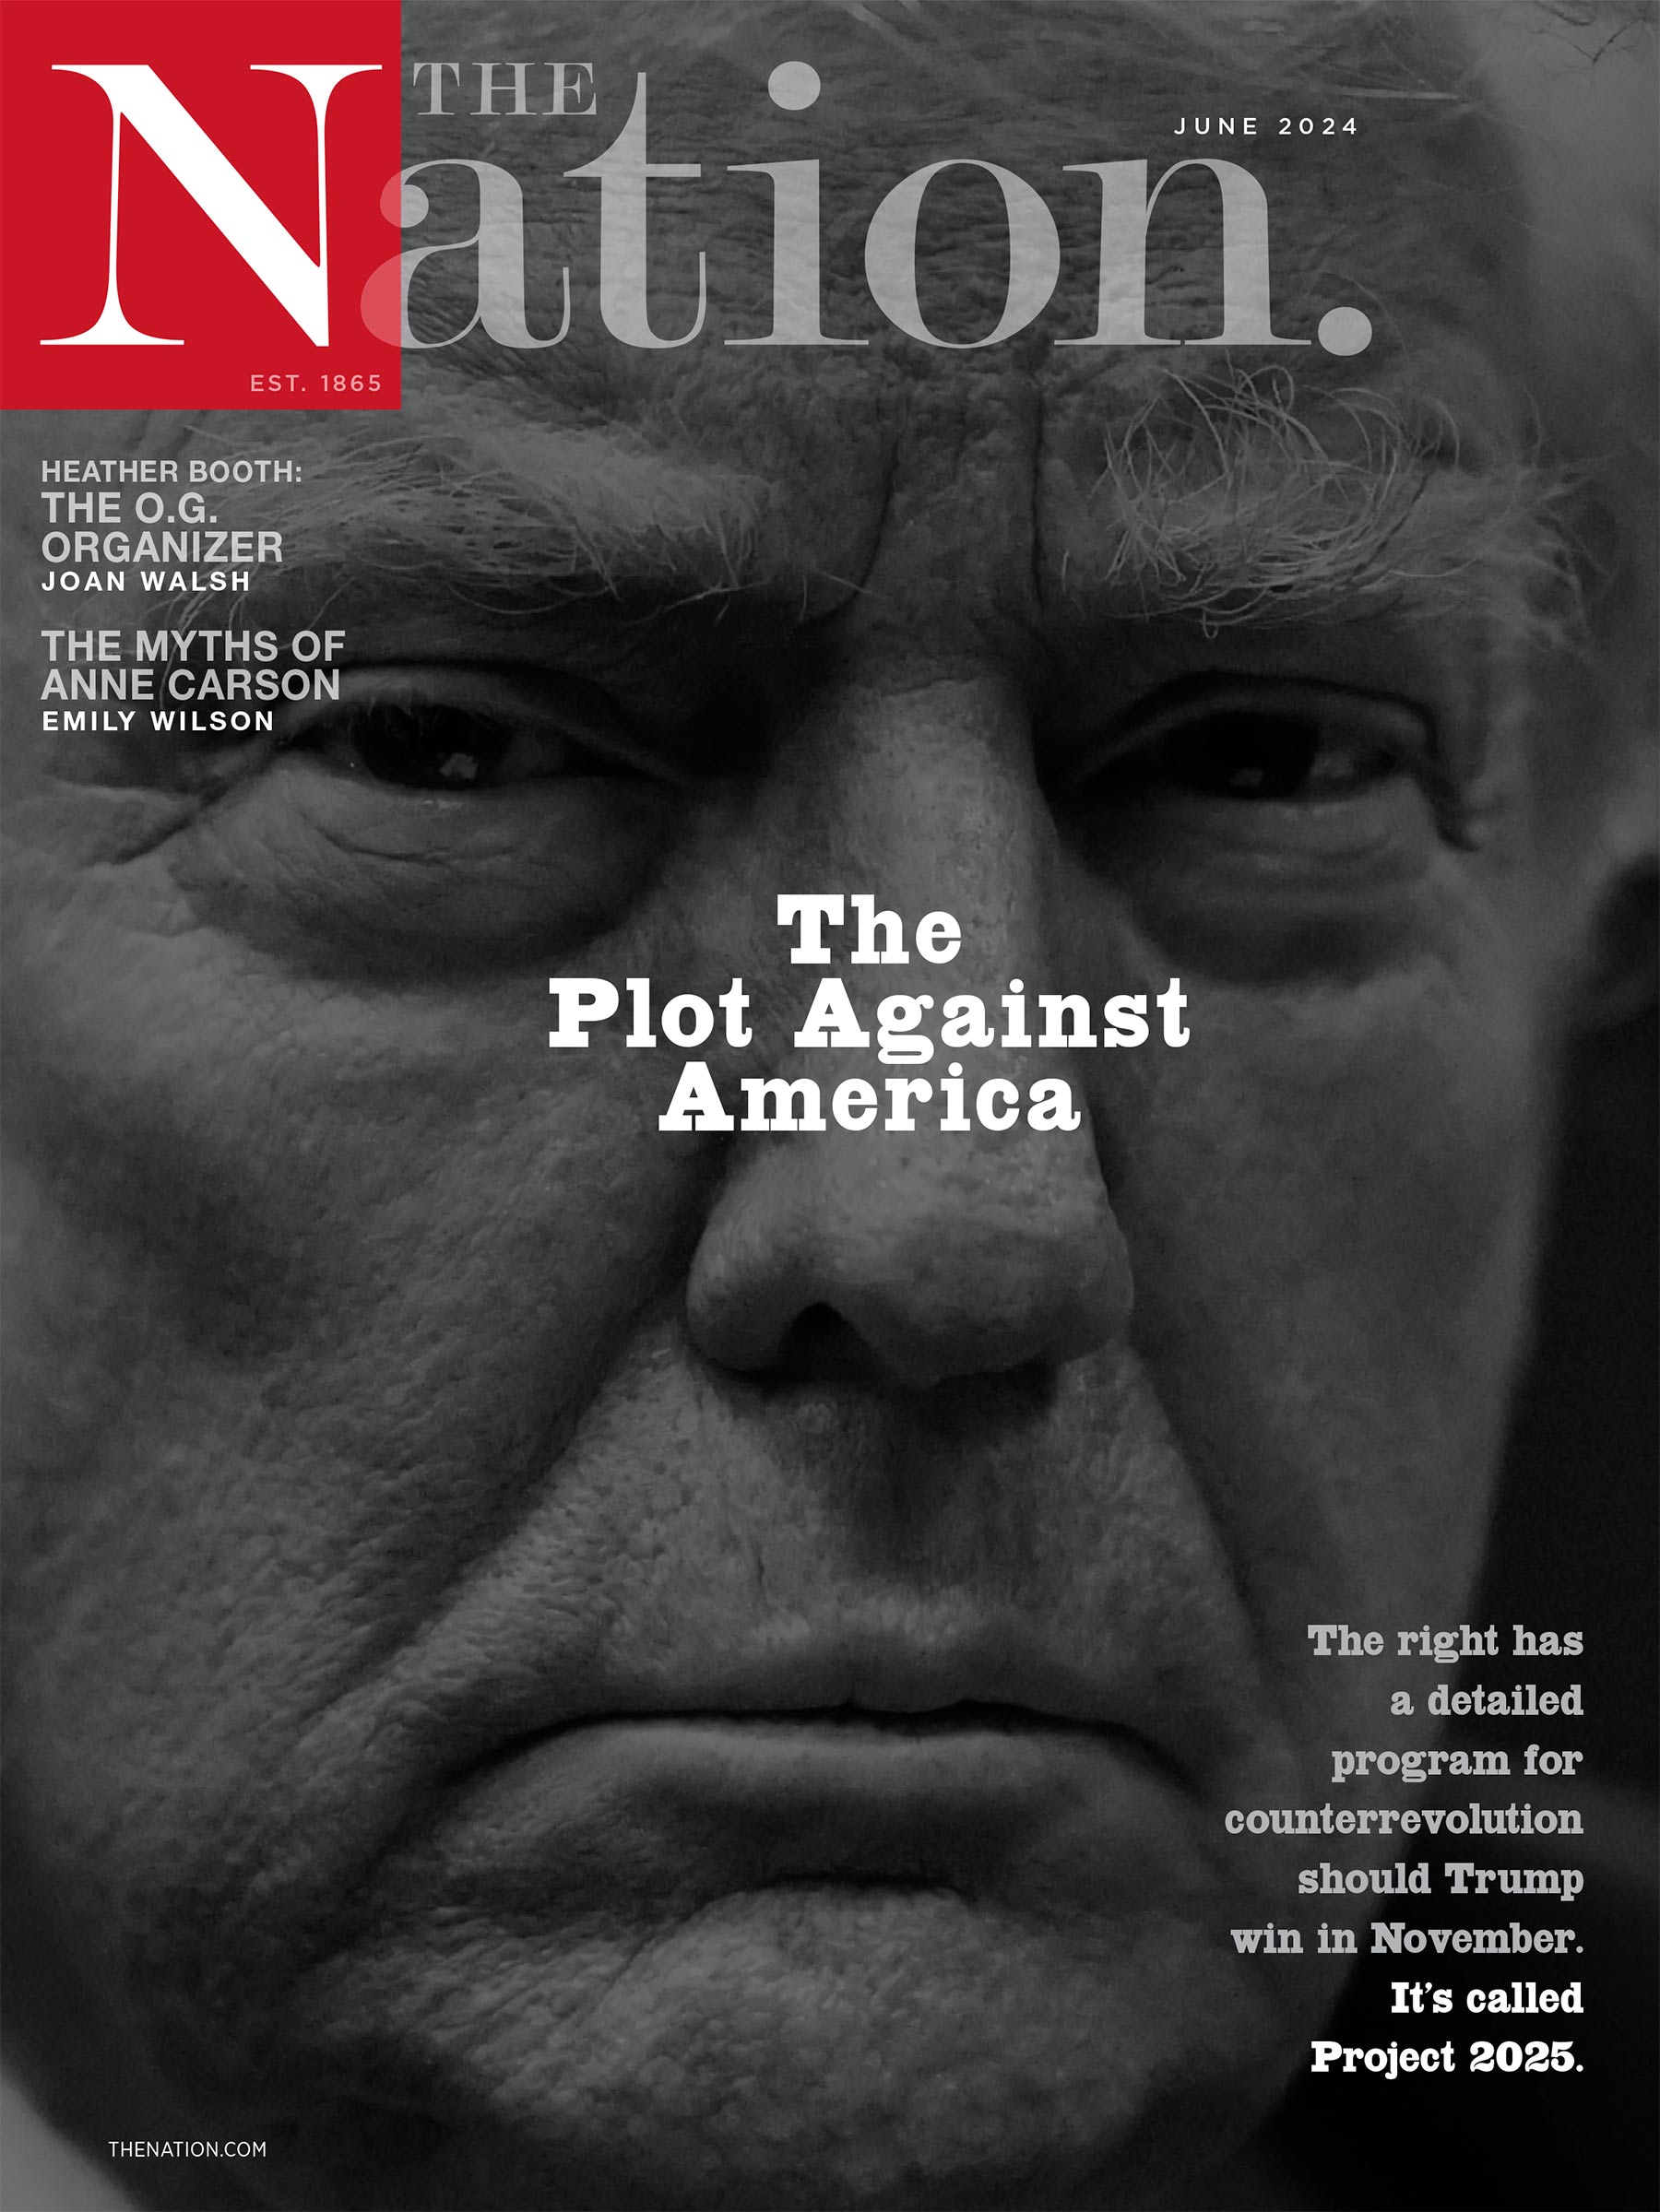 THE
Nation.
JUNE 2024
EST. 1865
HEATHER BOOTH:
THE O.G.
ORGANIZER
JOAN WALSH
THE MYTHS OF
ANNE CARSON
EMILY WILSON
The
Plot Against
America
The right has
a detailed
program for
counterrevolution
should Trump
win in November.
It’s called
Project 2025.
THENATION.COM